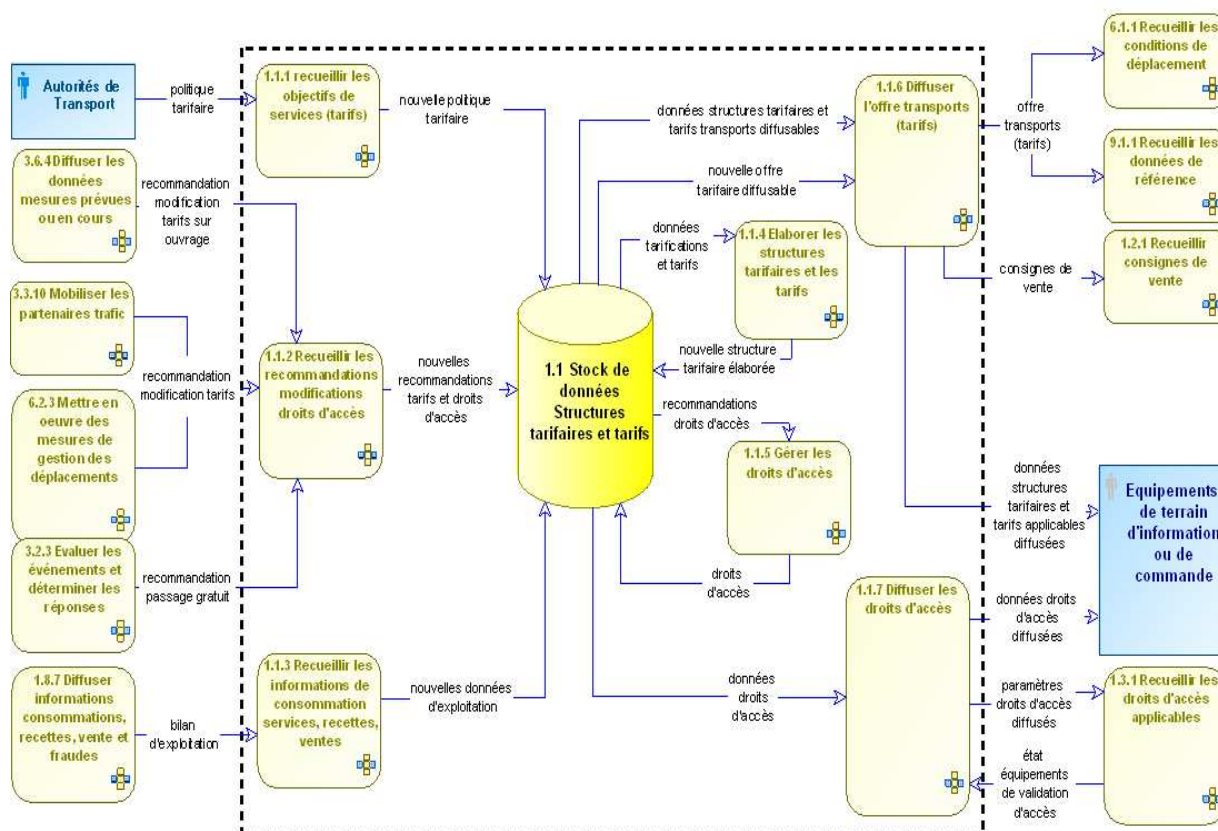 Autorités de
Transport
politique
tarifaire
1.1.1 recueillir les
objectifs de
services (tarifs)
nouvelle politique
tarifaire
3.6.4 Diffuser les
données
mesures prévues
ou en cours
recommandation
modification
tarifs sur
ouvrage
3.3.10 Mobiliser les
partenaires trafic
recommandation
modification tarifs
6.2.3 Mettre en
oeuvre des
mesures de
gestion des
déplacements
3.2.3 Evaluer les
événements et
déterminer les
réponses
recommandation
passage gratuit
1.8.7 Diffuser
informations
consommations,
recettes, vente et
fraudes
bilan
d'exploitation
1.1.2 Recueillir les
recommandations
modifications
droits d'accès
nouvelles
recommandations
tarifs et droits
d'accès
1.1.3 Recueillir les
informations de
consommation
services, recettes,
ventes
nouvelles données
d'exploitation
1.1 Stock de
données
Structures
tarifaires et tarifs
données structures tarifaires et
tarifs transports diffusables
nouvelle offre
tarifaire diffusable
données
tarifications
et tarifs
1.1.4 Elaborer les
structures
tarifaires et les
tarifs
nouvelle structure
tarifaire élaborée
recommandations
droits d'accès
1.1.5 Gérer les
droits d'accès
droits
d'accès
données
droits
d'accès
1.1.6 Diffuser
l'offre transports
(tarifs)
offre
transports
(tarifs)
6.1.1 Recueillir les
conditions de
déplacement
9.1.1 Recueillir les
données de
référence
consignes de
vente
1.2.1 Recueillir
consignes de
vente
données
structures
tarifaires et
tarifs applicables
diffusées
Equipements
de terrain
d'information
ou de
commande
1.1.7 Diffuser les
droits d'accès
données droits
d'accès
diffusées
paramètres
droits d'accès
diffusés
1.3.1 Recueillir les
droits d'accès
applicables
état
équipements
de validation
d'accès